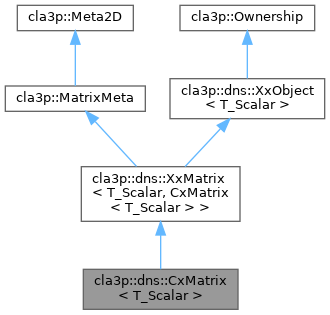 cla3p::Meta2D
cla3p::Ownership
cla3p::MatrixMeta
cla3p::dns::XxObject
< T_Scalar >
cla3p::dns::XxMatrix
< T_Scalar, CxMatrix
< T_Scalar > >
cla3p::dns::CxMatrix
< T_Scalar >